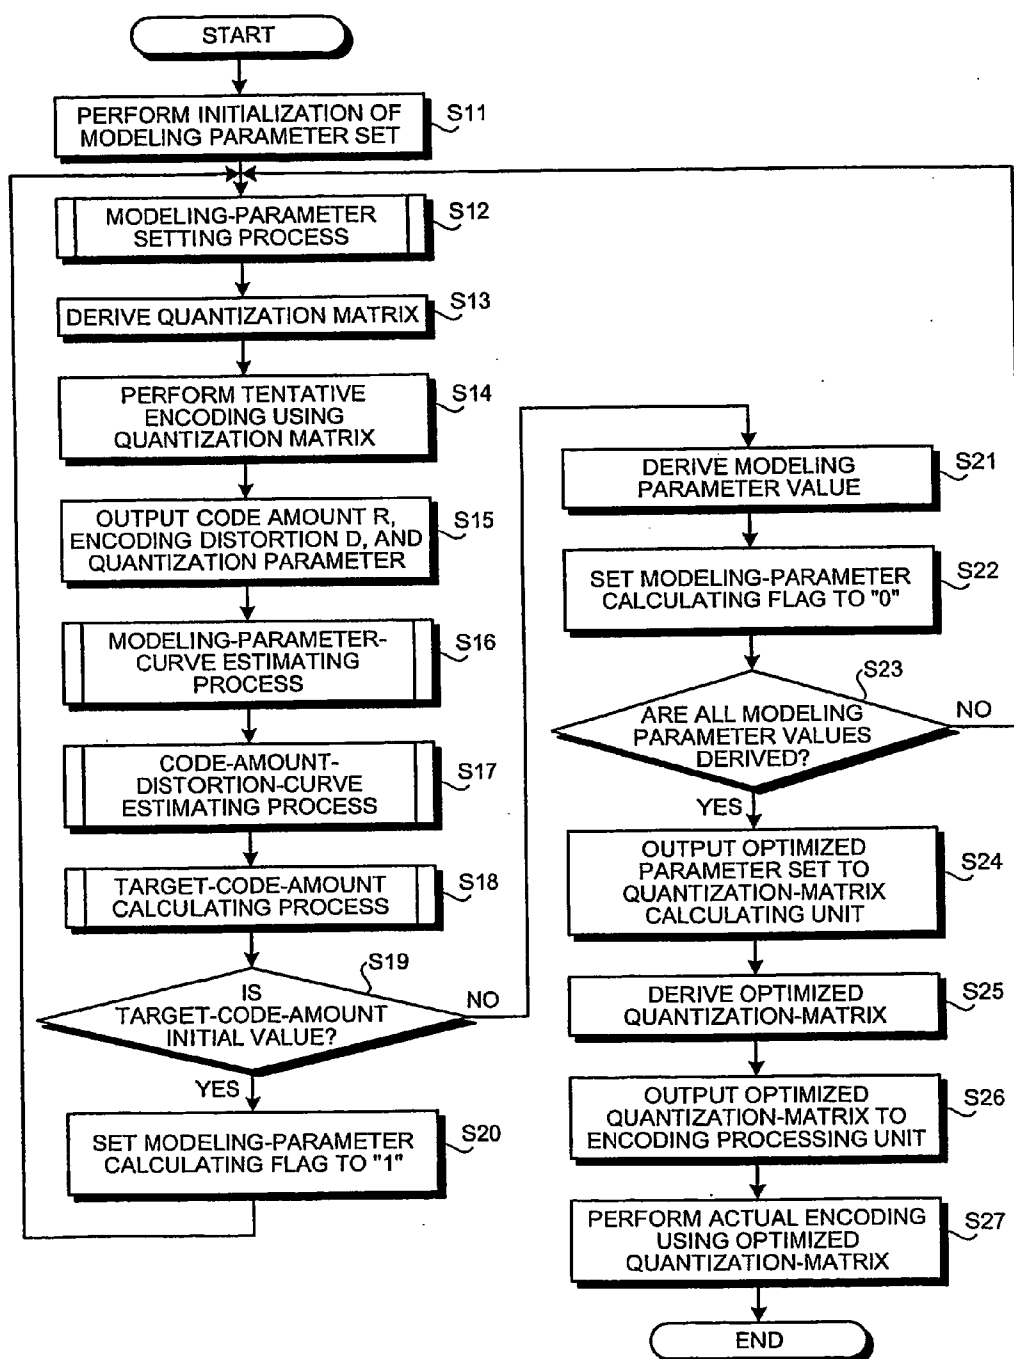 START
PERFORM INITIALIZATION OF
MODELING PARAMETER SET
S11
MODELING-PARAMETER
SETTING PROCESS
S12
DERIVE QUANTIZATION MATRIX
S13
PERFORM TENTATIVE
ENCODING USING
QUANTIZATION MATRIX
S14
OUTPUT CODE AMOUNT R,
ENCODING DISTORTION D, AND
QUANTIZATION PARAMETER
S15
MODELING-PARAMETER-
CURVE ESTIMATING
PROCESS
S16
CODE-AMOUNT-
DISTORTION-CURVE
ESTIMATING PROCESS
S17
TARGET-CODE-AMOUNT
CALCULATING PROCESS
S18
IS
TARGET-CODE-AMOUNT
INITIAL VALUE?
S19
NO
YES
SET MODELING-PARAMETER
CALCULATING FLAG TO "1"
S20
DERIVE MODELING
PARAMETER VALUE
S21
SET MODELING-PARAMETER
CALCULATING FLAG TO "0"
S22
ARE ALL MODELING
PARAMETER VALUES
DERIVED?
S23
NO
YES
OUTPUT OPTIMIZED
PARAMETER SET TO
QUANTIZATION-MATRIX
CALCULATING UNIT
S24
DERIVE OPTIMIZED
QUANTIZATION-MATRIX
S25
OUTPUT OPTIMIZED
QUANTIZATION-MATRIX TO
ENCODING PROCESSING UNIT
S26
PERFORM ACTUAL ENCODING
USING OPTIMIZED
QUANTIZATION-MATRIX
S27
END